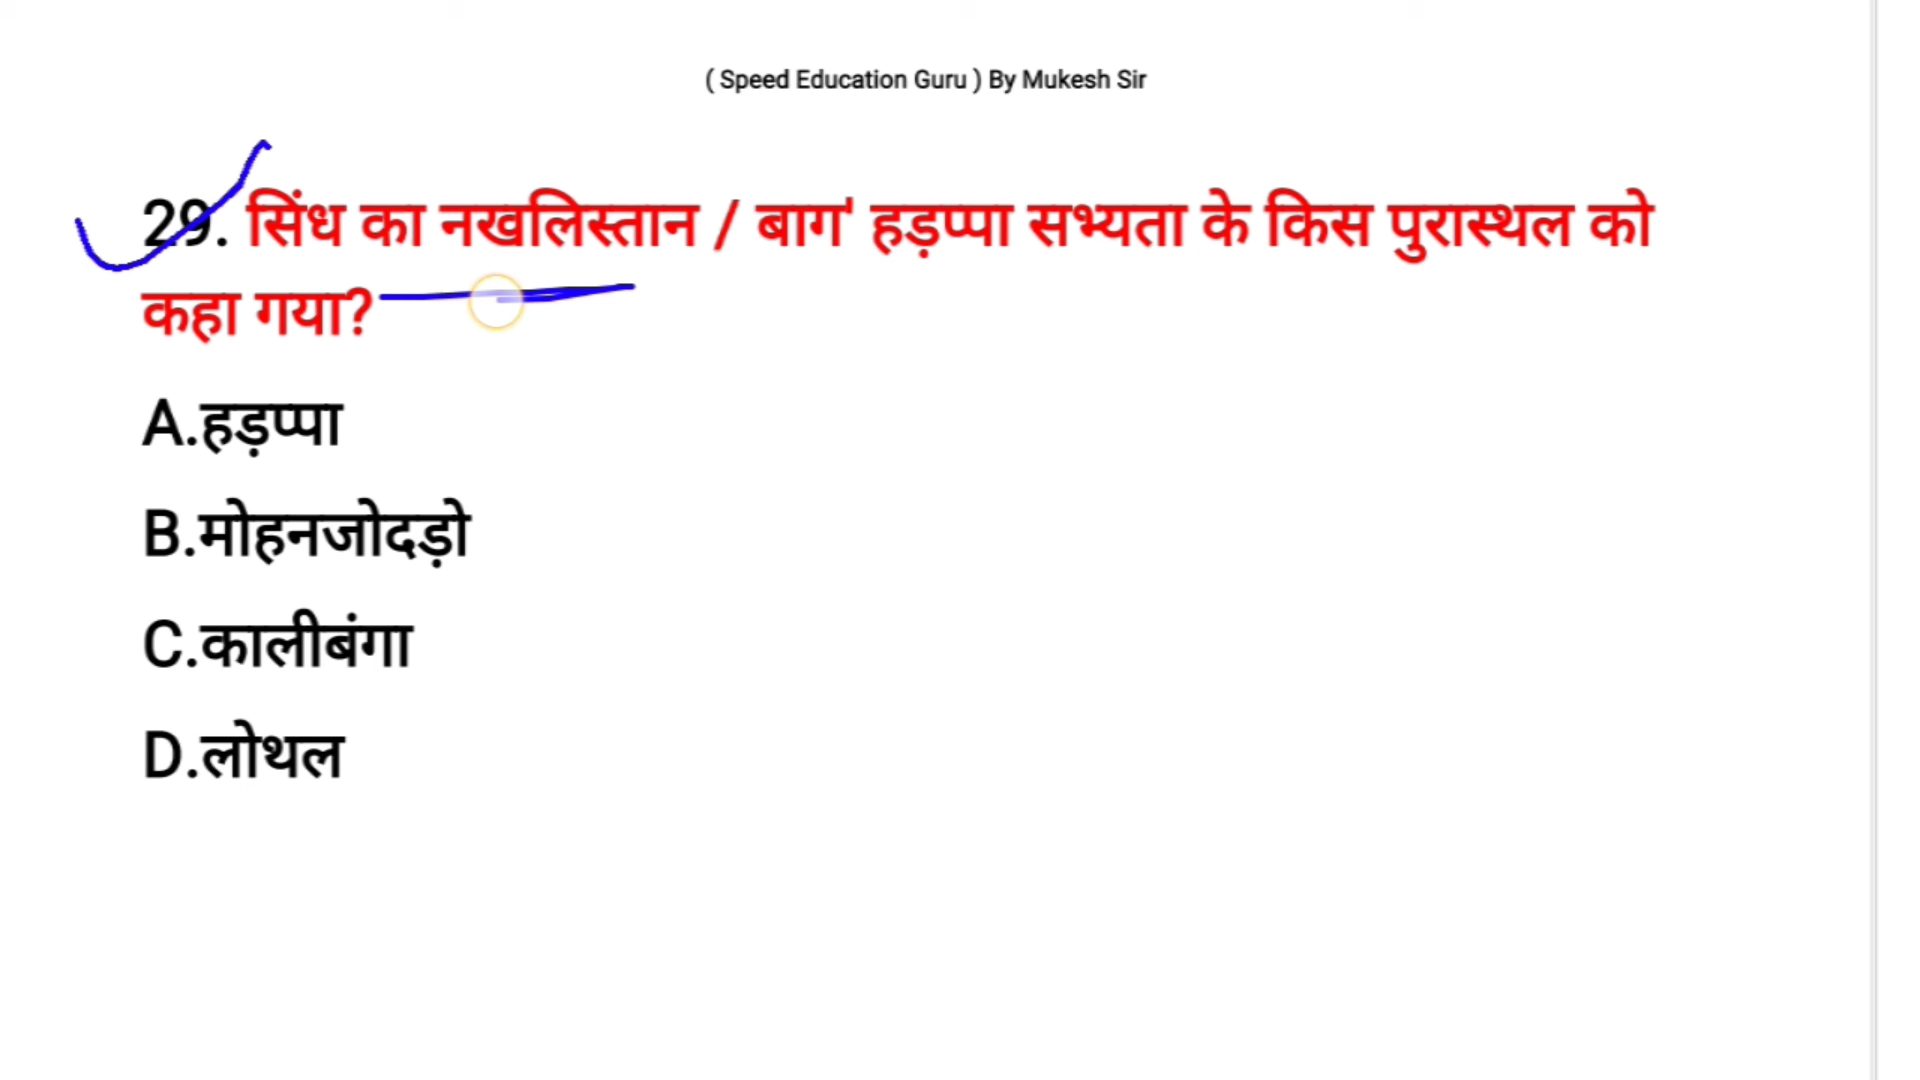 ( Speed Education Guru ) By Mukesh Sir
29. सिंध का नखलिस्तान / बाग' हड़प्पा सभ्यता के किस पुरास्थल को
कहा गया?
A.हड़प्पा
B.मोहनजोदड़ो
C.कालीबंगा
D.लोथल